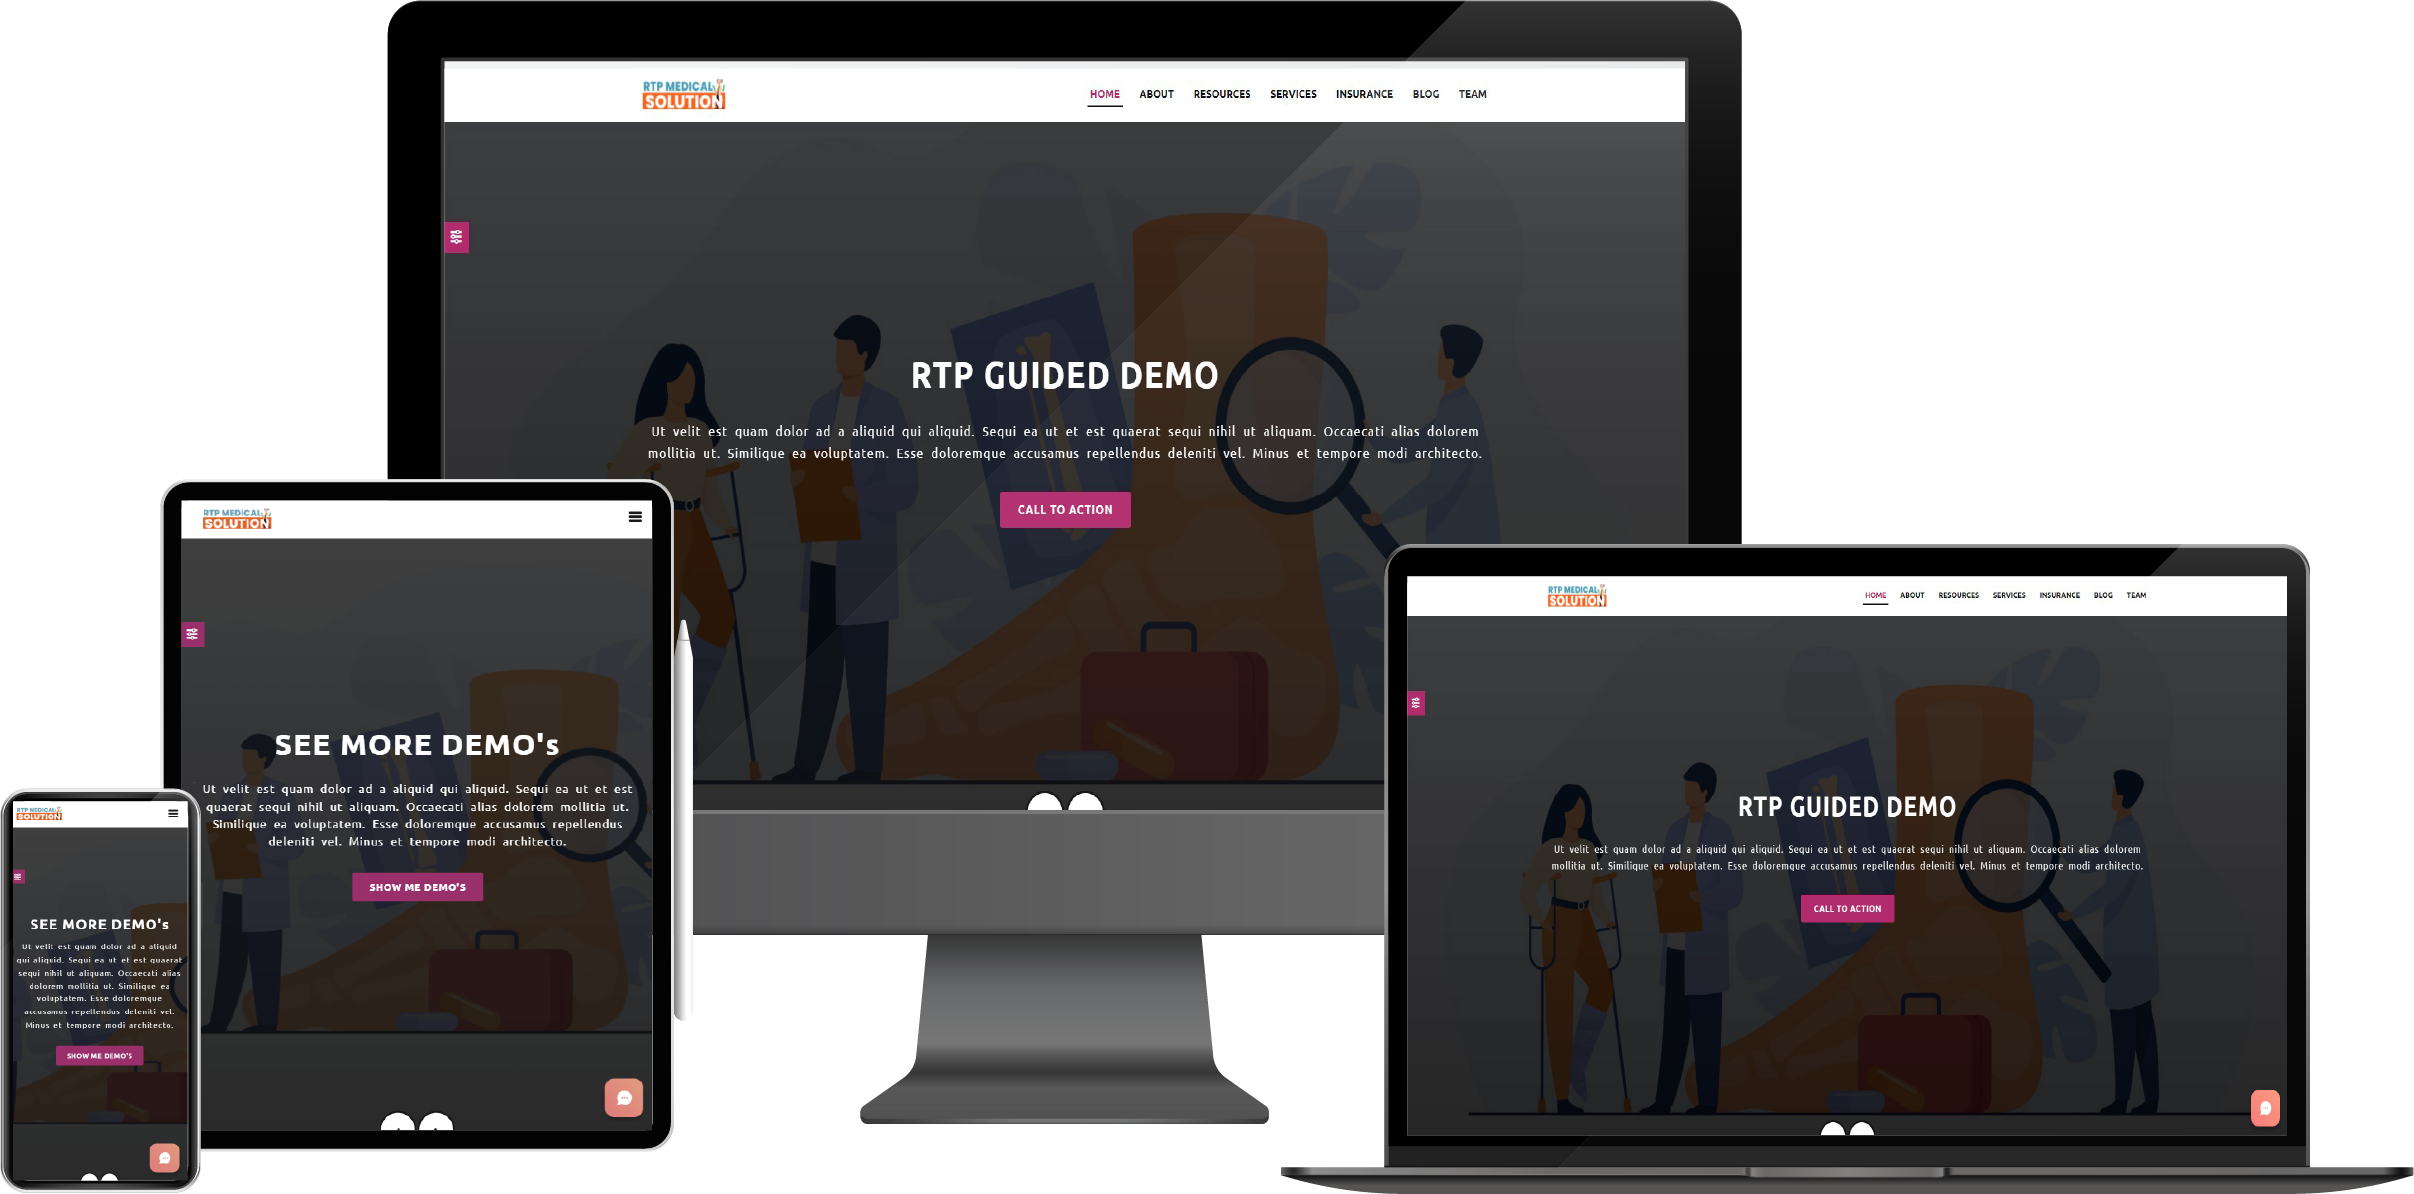 RTP MEDICAL
SOLUTION
HOME ABOUT RESOURCES SERVICES INSURANCE BLOG TEAM
RTP GUIDED DEMO
Ut velit est quam dolor ad a aliquid qui aliquid. Sequi ea ut et est quaerat sequi nihil ut aliquam. Occaecati alias dolorem
mollitia ut. Similique ea voluptatem. Esse doloremque accusamus repellendus deleniti vel. Minus et tempore modi architecto.
CALL TO ACTION
RTP MEDICAL
SOLUTION
SEE MORE DEMO's
Ut velit est quam dolor ad a aliquid qui aliquid. Sequi ea ut et est
quaerat sequi nihil ut aliquam. Occaecati alias dolorem mollitia ut.
Similique ea voluptatem. Esse doloremque accusamus repellendus
deleniti vel. Minus et tempore modi architecto.
SHOW ME DEMO'S
RTP MEDICAL
SOLUTION
SEE MORE DEMO's
Ut velit est quam dolor ad a aliquid
qui aliquid. Sequi ea ut et est quaerat
sequi nihil ut aliquam. Occaecati alias
dolorem mollitia ut. Similique ea
voluptatem. Esse doloremque
accusamus repellendus deleniti vel.
Minus et tempore modi architecto.
SHOW ME DEMO'S
RTP MEDICAL
SOLUTION
HOME ABOUT RESOURCES SERVICES INSURANCE BLOG TEAM
RTP GUIDED DEMO
Ut velit est quam dolor ad a aliquid qui aliquid. Sequi ea ut et est quaerat sequi nihil ut aliquam. Occaecati alias dolorem
mollitia ut. Similique ea voluptatem. Esse doloremque accusamus repellendus deleniti vel. Minus et tempore modi architecto.
CALL TO ACTION